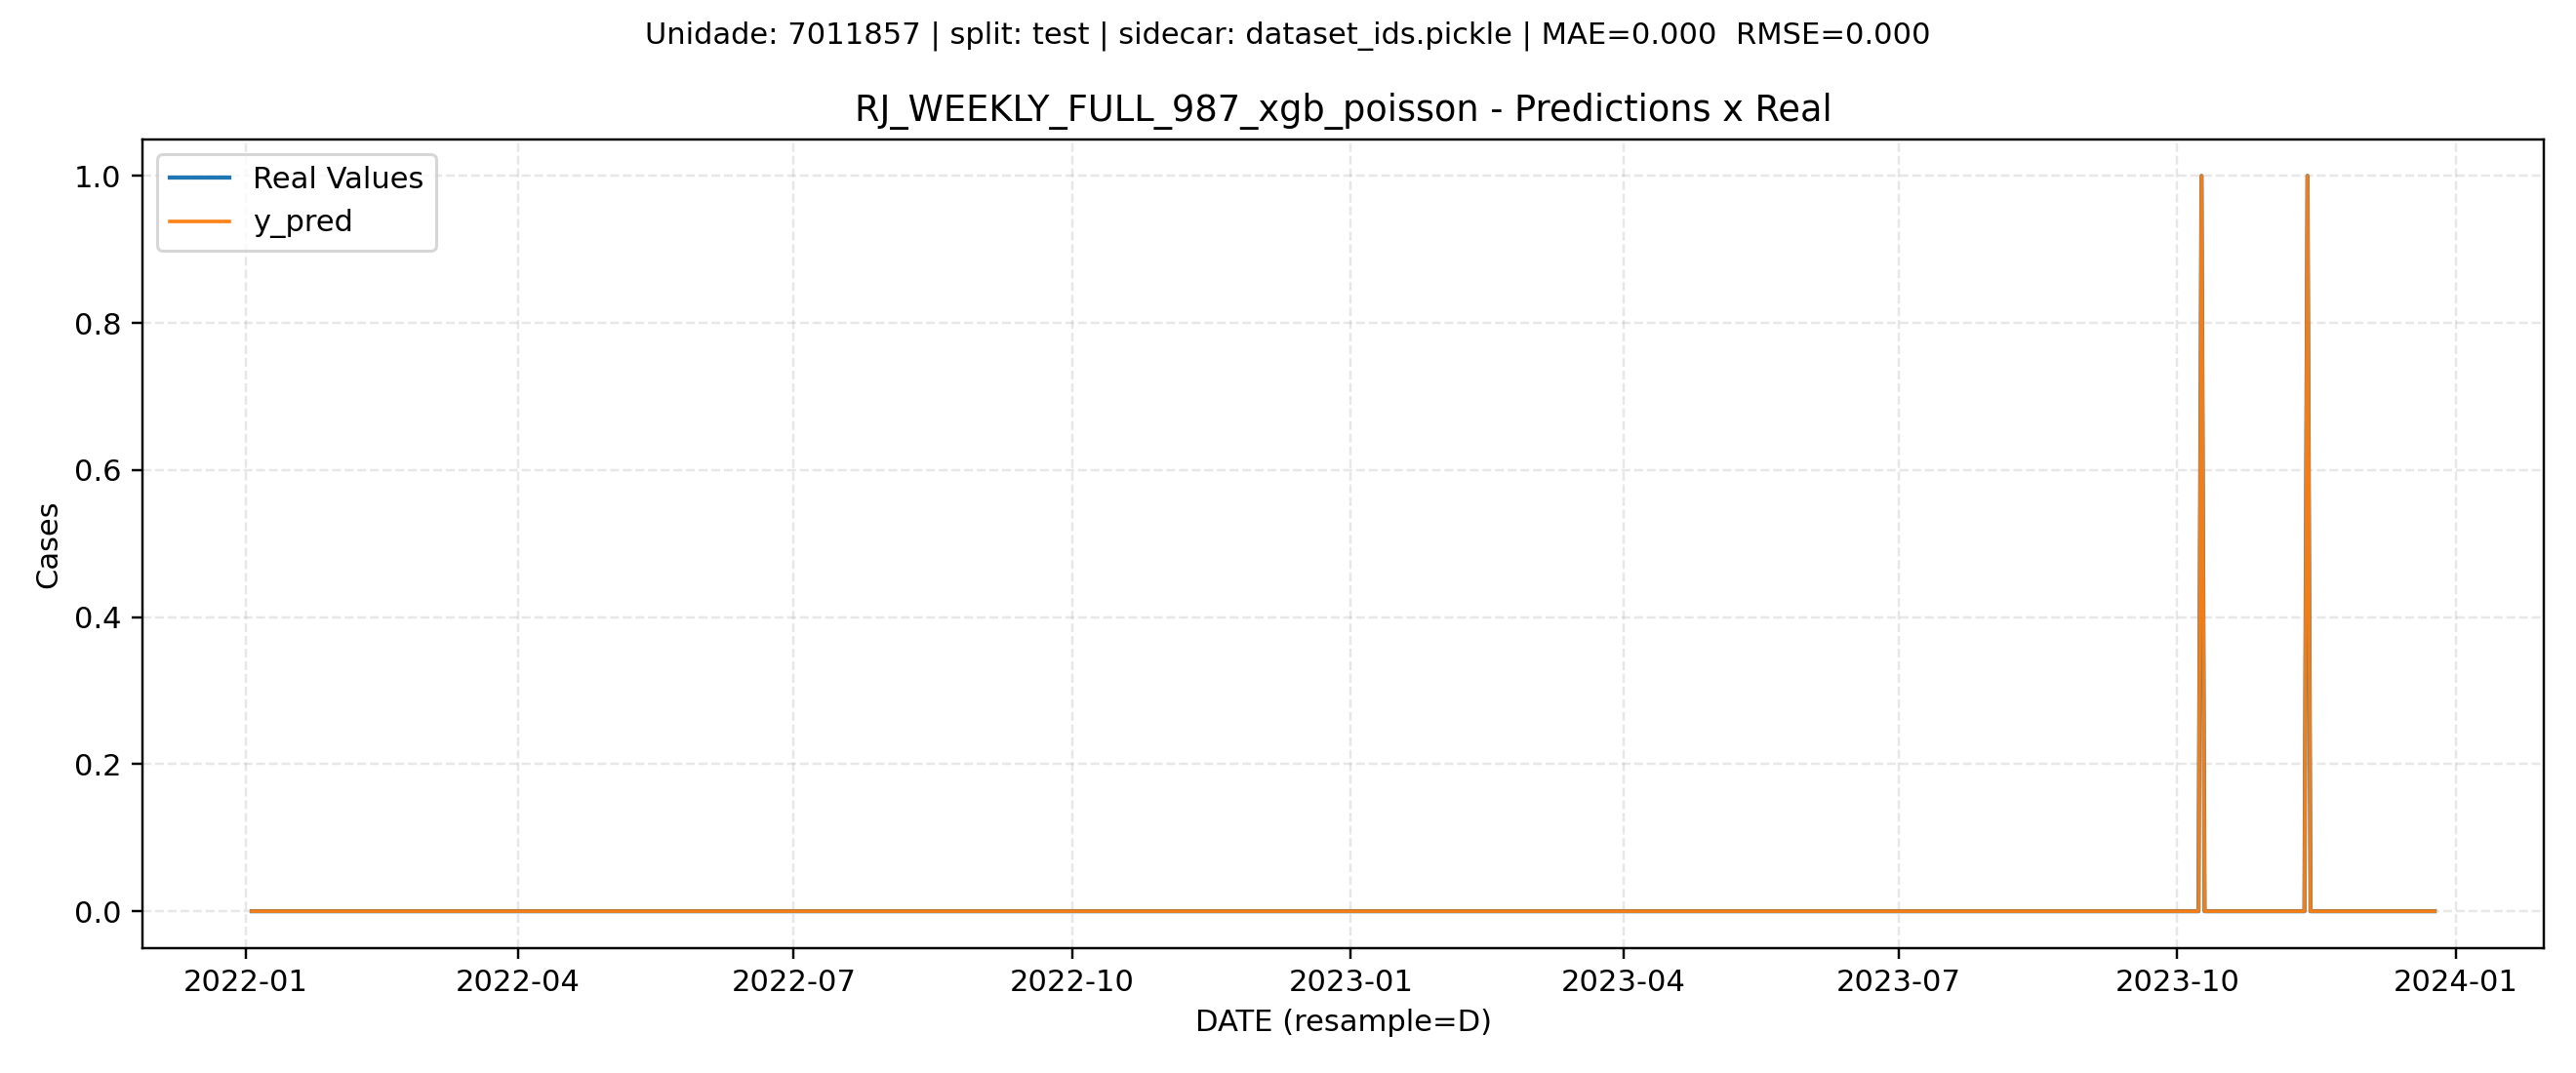 Unidade: 7011857 | split: test | sidecar: dataset_ids.pickle | MAE=0.000  RMSE=0.000
RJ_WEEKLY_FULL_987_xgb_poisson - Predictions x Real
Real Values
y_pred
1.0
0.8
0.6
0.4
0.2
0.0
Cases
2022-01 2022-04 2022-07 2022-10 2023-01 2023-04 2023-07 2023-10 2024-01
DATE (resample=D)